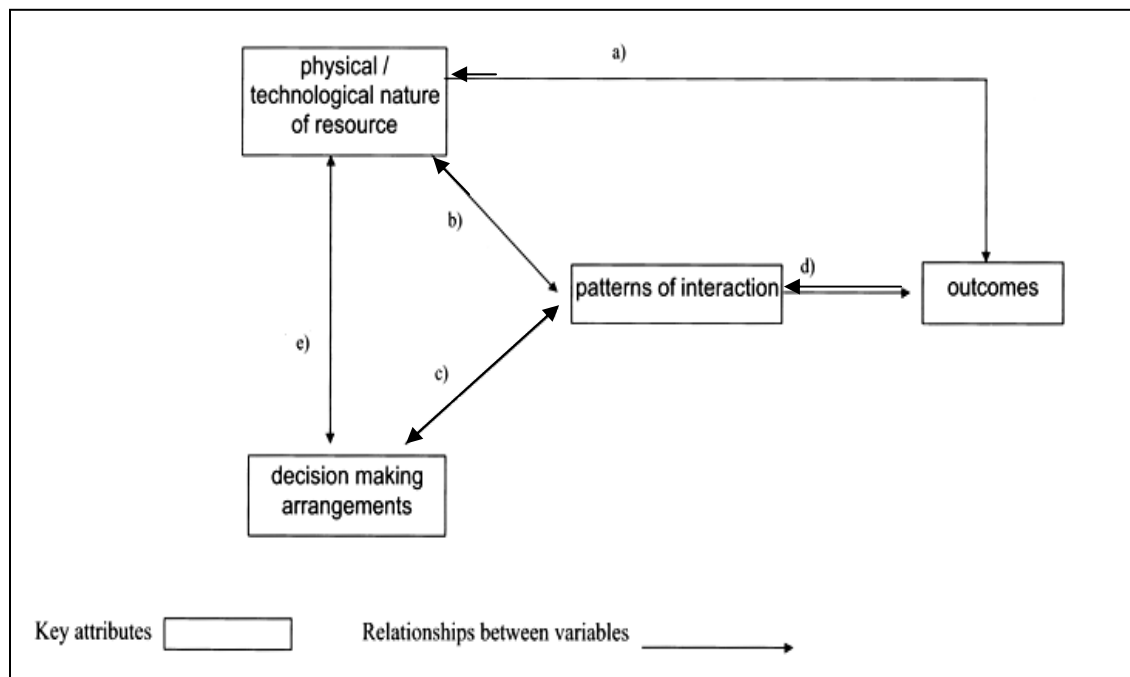 a)
physical /
technological nature
of resource
b)
d)
patterns of interaction
outcomes
e)
c)
decision making
arrangements
Key attributes
Relationships between variables